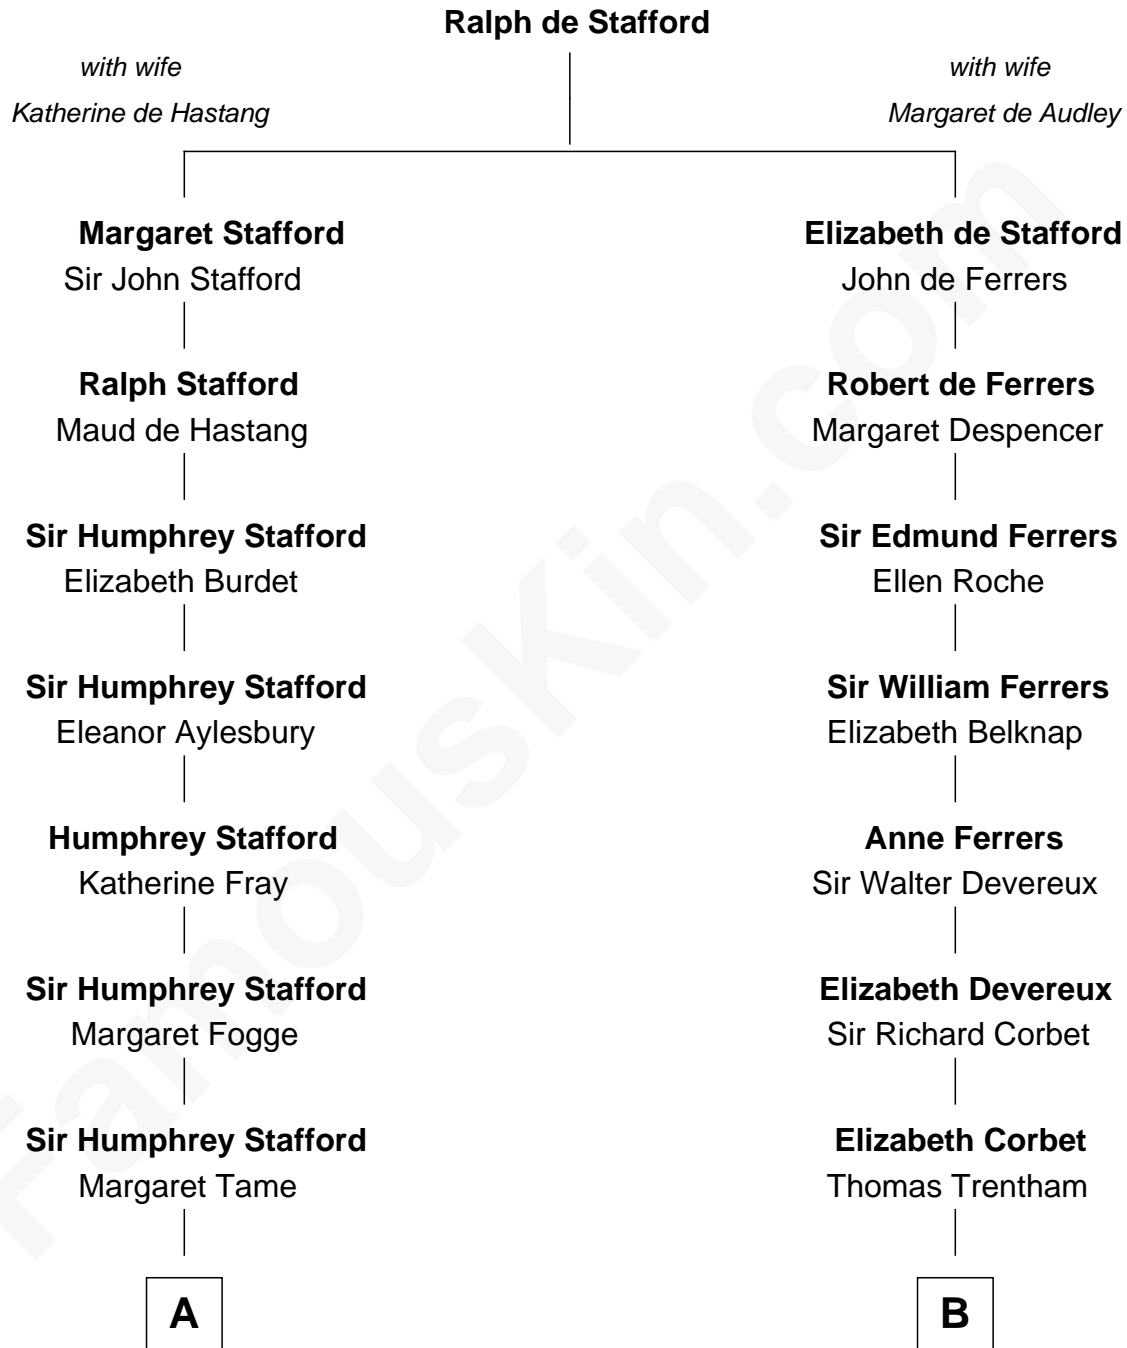 Ralph de Stafford
with wife
Katherine de Hastang
with wife
Margaret de Audley
Margaret Stafford
Sir John Stafford
Elizabeth de Stafford
John de Ferrers
Ralph Stafford
Maud de Hastang
Robert de Ferrers
Margaret Despencer
Sir Humphrey Stafford
Elizabeth Burdet
Sir Edmund Ferrers
Ellen Roche
Sir Humphrey Stafford
Eleanor Aylesbury
Sir William Ferrers
Elizabeth Belknap
Humphrey Stafford
Katherine Fray
Anne Ferrers
Sir Walter Devereux
Sir Humphrey Stafford
Margaret Fogge
Elizabeth Devereux
Sir Richard Corbet
Sir Humphrey Stafford
Margaret Tame
Elizabeth Corbet
Thomas Trentham
A
B
FamousKin.com